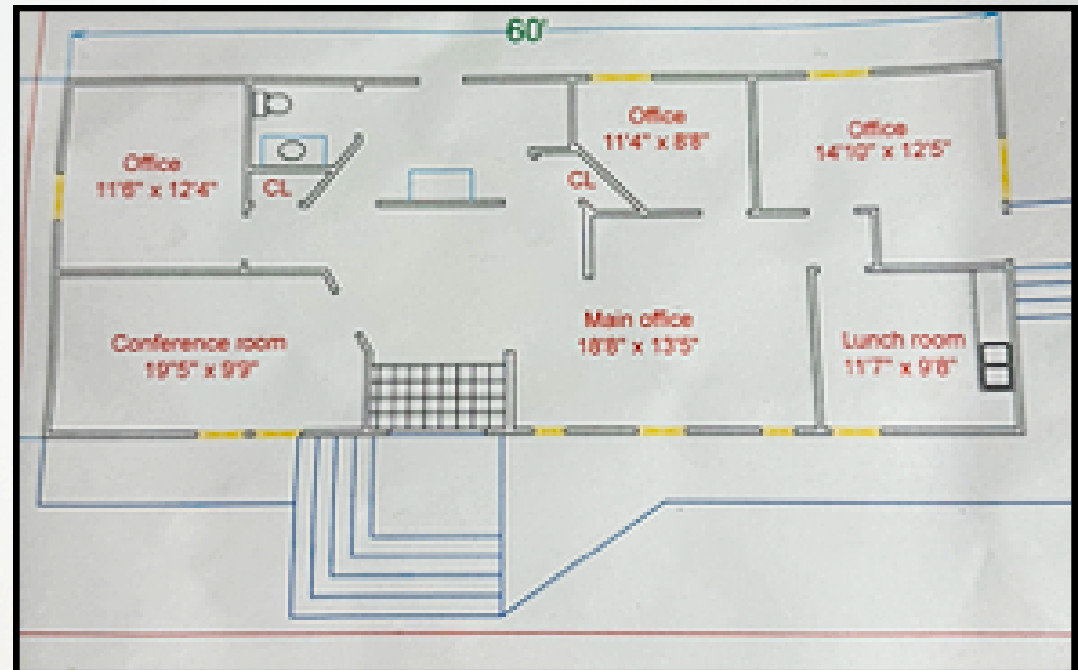 60'
Office
11'6" x 12'4"
CL
Office
11'4" x 8'8"
CL
Office
14'10" x 12'5"
Conference room
19'5" x 9'9"
Main office
18'8" x 13'5"
Lunch room
11'7" x 9'8"